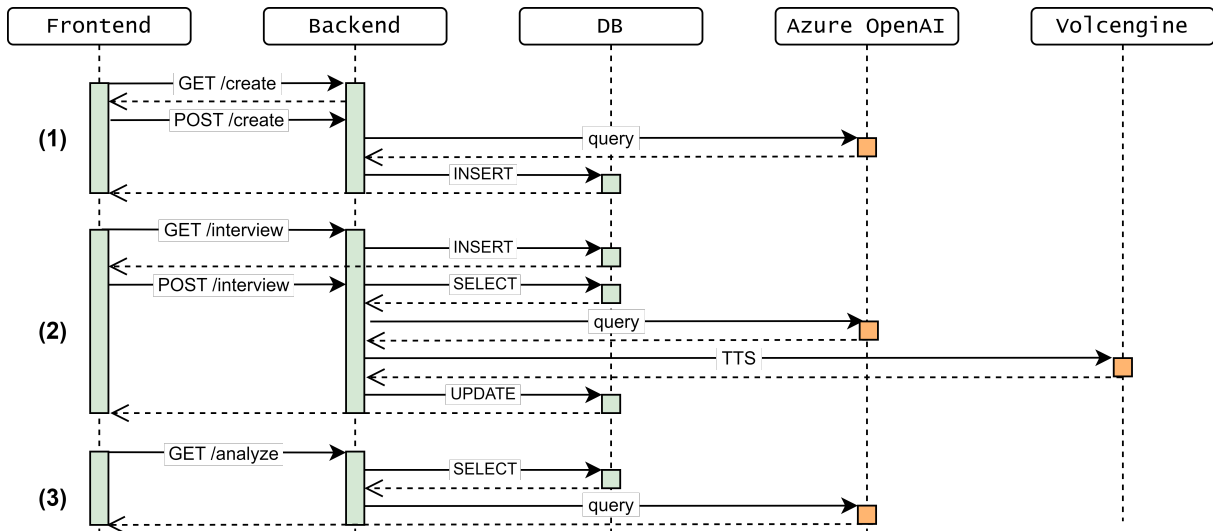 Frontend
Backend
DB
Azure OpenAI
Volcengine
GET /create
POST /create
(1)
query
INSERT
GET /interview
INSERT
POST /interview
SELECT
(2)
query
TTS
UPDATE
GET /analyze
SELECT
(3)
query